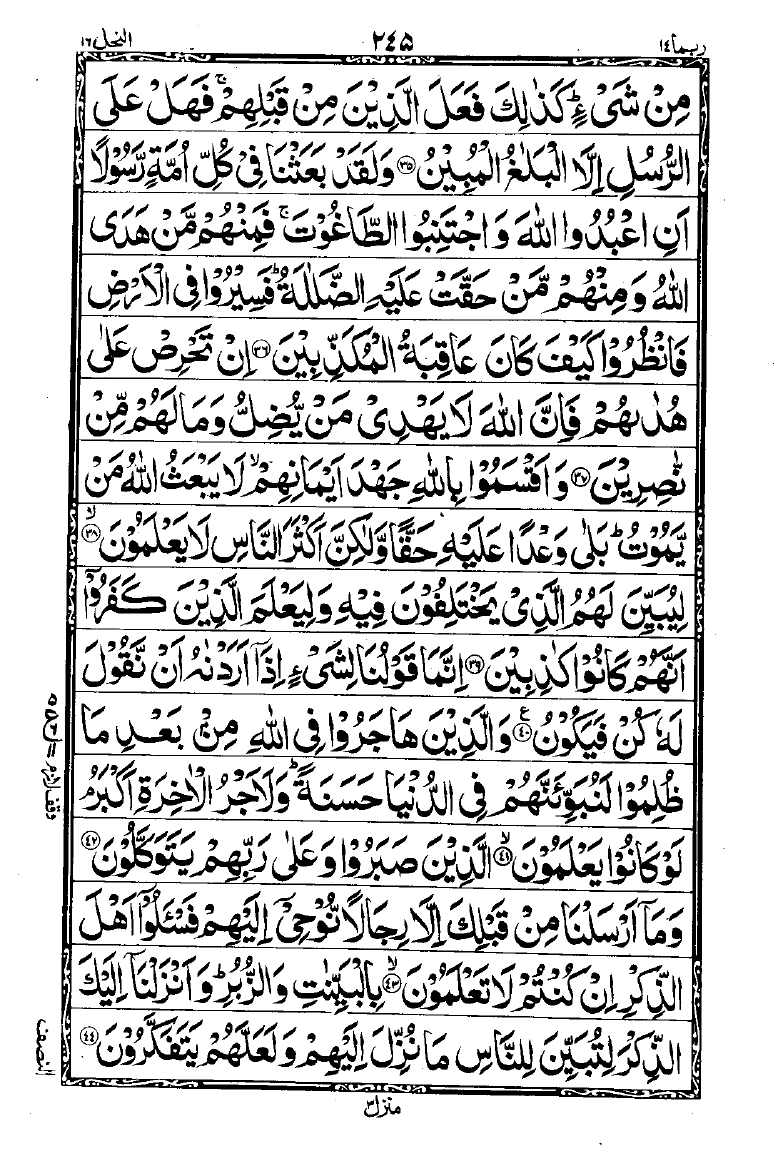 ربما ١٤ ٢٤٥ النحل ١٦
مِنْ شَیْءٍ ؕ کَذٰلِكَ فَعَلَ الَّذِیْنَ مِنْ قَبْلِهِمْ ۚ فَهَلْ عَلَی
الرُّسُلِ اِلَّا الْبَلٰغُ الْمُبِیْنُ ﴿۳۵﴾ وَلَقَدْ بَعَثْنَا فِیْ کُلِّ اُمَّةٍ رَّسُوْلًا
اَنِ اعْبُدُوا اللّٰهَ وَاجْتَنِبُوا الطَّاغُوْتَ ۚ فَمِنْهُمْ مَّنْ هَدَی
اللّٰهُ وَمِنْهُمْ مَّنْ حَقَّتْ عَلَیْهِ الضَّلٰلَةُ ؕ فَسِیْرُوْا فِی الْاَرْضِ
فَانْظُرُوْا کَیْفَ کَانَ عَاقِبَةُ الْمُکَذِّبِیْنَ ﴿۳۶﴾ اِنْ تَحْرِصْ عَلٰی
هُدٰىهُمْ فَاِنَّ اللّٰهَ لَا یَهْدِیْ مَنْ یُّضِلُّ وَمَا لَهُمْ مِّنْ
نّٰصِرِیْنَ ﴿۳۷﴾ وَاَقْسَمُوْا بِاللّٰهِ جَهْدَ اَیْمَانِهِمْ ۙ لَا یَبْعَثُ اللّٰهُ مَنْ
یَّمُوْتُ ؕ بَلٰی وَعْدًا عَلَیْهِ حَقًّا وَّلٰکِنَّ اَکْثَرَ النَّاسِ لَا یَعْلَمُوْنَ ﴿۳۸﴾ ۙ
لِیُبَیِّنَ لَهُمُ الَّذِیْ یَخْتَلِفُوْنَ فِیْهِ وَلِیَعْلَمَ الَّذِیْنَ کَفَرُوْۤا
اَنَّهُمْ کَانُوْا کٰذِبِیْنَ ﴿۳۹﴾ اِنَّمَا قَوْلُنَا لِشَیْءٍ اِذَاۤ اَرَدْنٰهُ اَنْ نَّقُوْلَ
لَهٗ کُنْ فَیَکُوْنُ ﴿۴۰﴾ ع وَالَّذِیْنَ هَاجَرُوْا فِی اللّٰهِ مِنْۢ بَعْدِ مَا
ظُلِمُوْا لَنُبَوِّئَنَّهُمْ فِی الدُّنْیَا حَسَنَةً ؕ وَلَاَجْرُ الْاٰخِرَةِ اَکْبَرُ ۘ
لَوْ کَانُوْا یَعْلَمُوْنَ ﴿۴۱﴾ ۙ الَّذِیْنَ صَبَرُوْا وَعَلٰی رَبِّهِمْ یَتَوَکَّلُوْنَ ﴿۴۲﴾
وَمَاۤ اَرْسَلْنَا مِنْ قَبْلِكَ اِلَّا رِجَالًا نُّوْحِیْۤ اِلَیْهِمْ فَسْـَٔلُوْۤا اَهْلَ
الذِّکْرِ اِنْ کُنْتُمْ لَا تَعْلَمُوْنَ ﴿۴۳﴾ ۙ بِالْبَیِّنٰتِ وَالزُّبُرِ ؕ وَاَنْزَلْنَاۤ اِلَیْكَ
الذِّکْرَ لِتُبَیِّنَ لِلنَّاسِ مَا نُزِّلَ اِلَیْهِمْ وَلَعَلَّهُمْ یَتَفَکَّرُوْنَ ﴿۴۴﴾
وقف لازم
النصف
منزل ۳